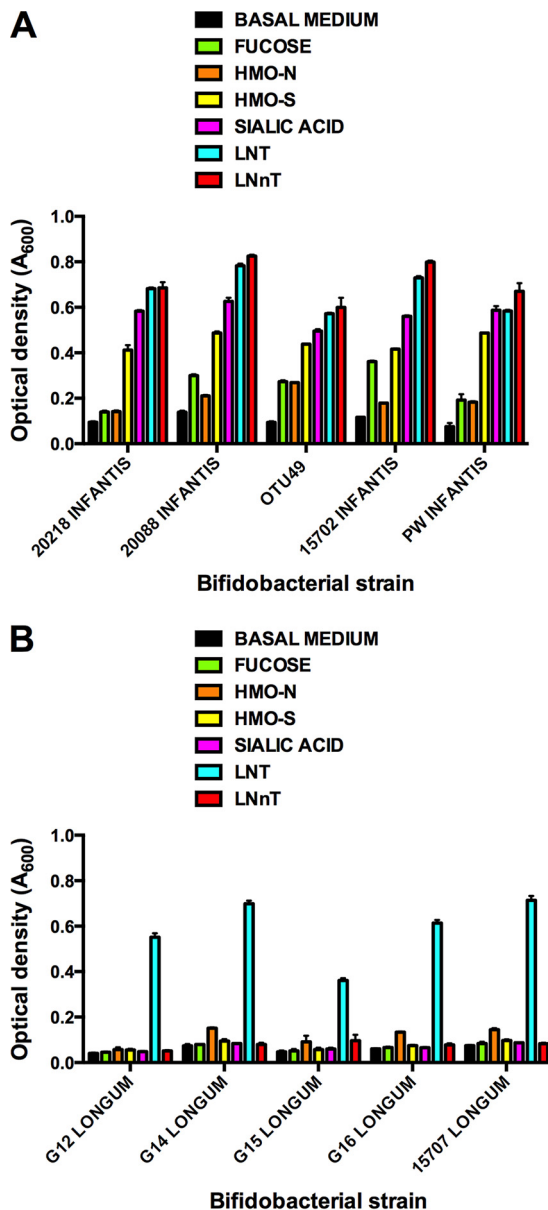 A
BASAL MEDIUM
FUCOSE
HMO-N
HMO-S
SIALIC ACID
LNT
LNnT
Optical density (A600)
1.0
0.8
0.6
0.4
0.2
0.0
20218 INFANTIS
20088 INFANTIS
OTU49
15702 INFANTIS
PW INFANTIS
Bifidobacterial strain
B
BASAL MEDIUM
FUCOSE
HMO-N
HMO-S
SIALIC ACID
LNT
LNnT
Optical density (A600)
1.0
0.8
0.6
0.4
0.2
0.0
G12 LONGUM
G14 LONGUM
G15 LONGUM
G16 LONGUM
15707 LONGUM
Bifidobacterial strain